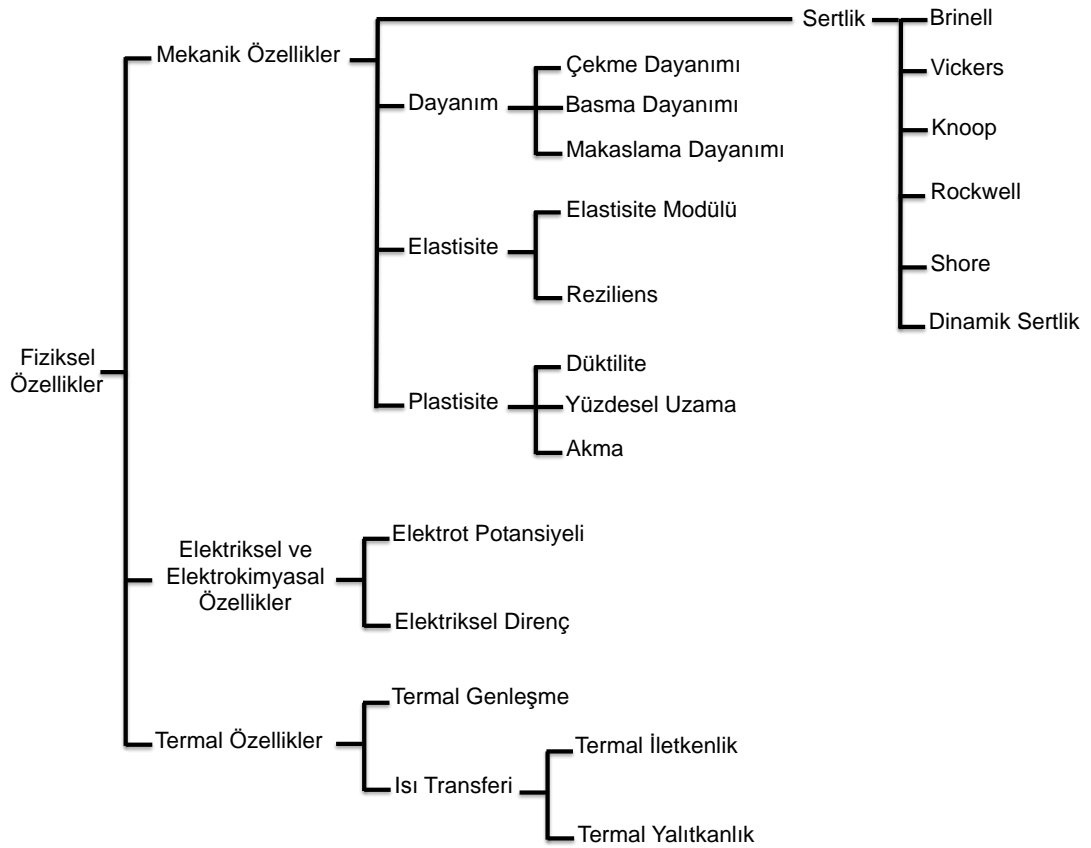 Fiziksel
Özellikler
Mekanik Özellikler
Sertlik
Brinell
Vickers
Knoop
Rockwell
Shore
Dinamik Sertlik
Dayanım
Çekme Dayanımı
Basma Dayanımı
Makaslama Dayanımı
Elastisite
Elastisite Modülü
Reziliens
Plastisite
Düktilite
Yüzdesel Uzama
Akma
Elektriksel ve
Elektrokimyasal
Özellikler
Elektrot Potansiyeli
Elektriksel Direnç
Termal Özellikler
Termal Genleşme
Isı Transferi
Termal İletkenlik
Termal Yalıtkanlık